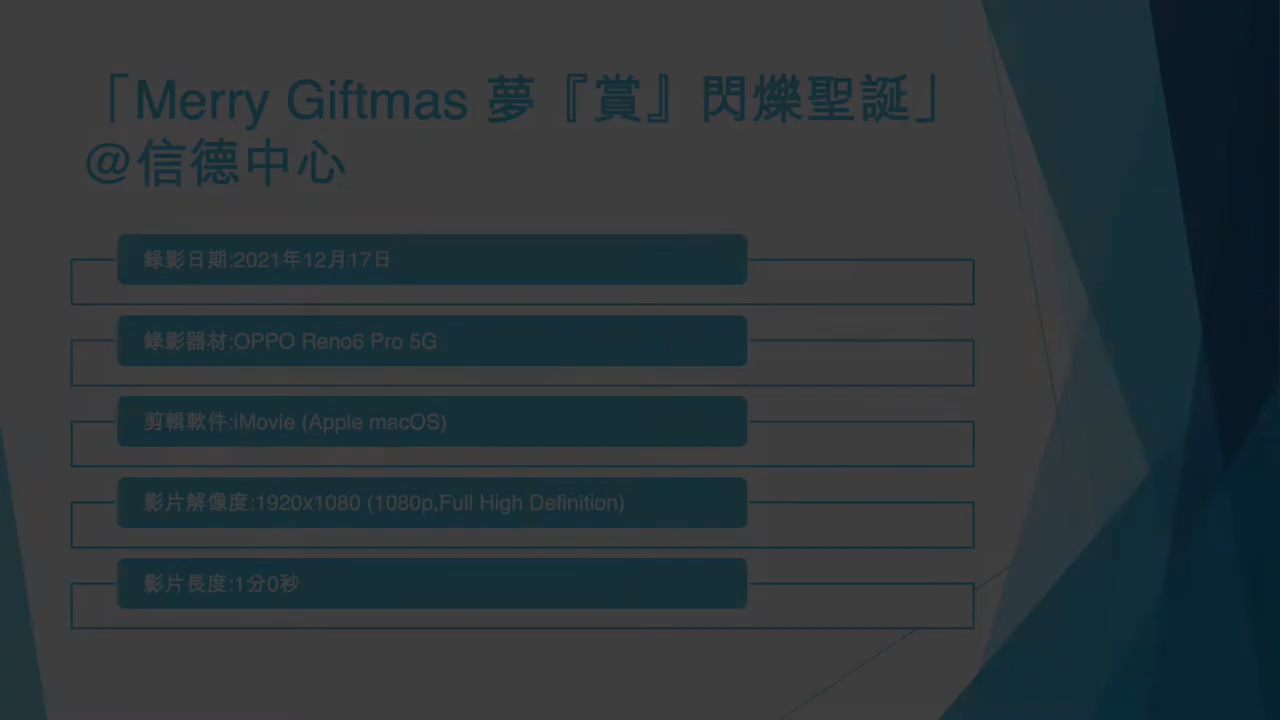 「Merry Giftmas 夢『賞』閃爍聖誕」
@信德中心
錄影日期:2021年12月17日
錄影器材:OPPO Reno6 Pro 5G
剪輯軟件:iMovie (Apple macOS)
影片解像度:1920x1080 (1080p,Full High Definition)
影片長度:1分0秒